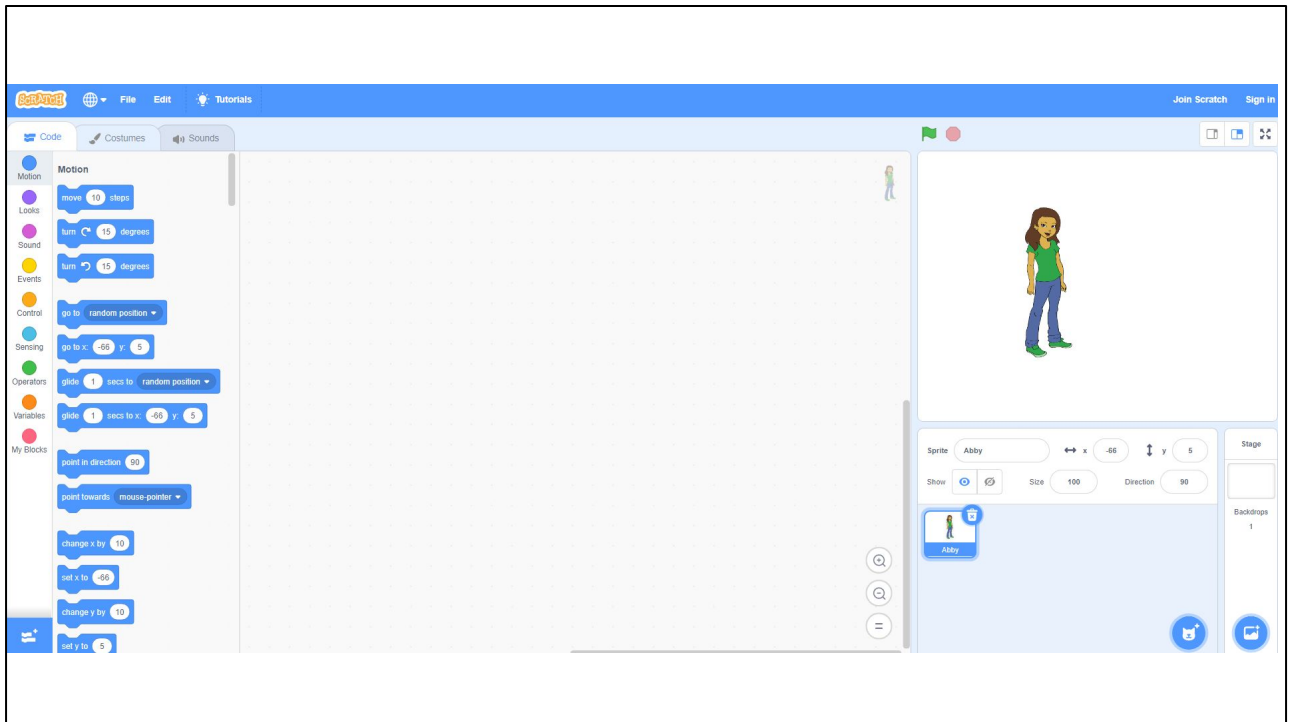 SCRATCH File Edit Tutorials Join Scratch Sign in
Code Costumes Sounds
Motion
Looks
Sound
Events
Control
Sensing
Operators
Variables
My Blocks
Motion
move 10 steps
turn 15 degrees
turn 15 degrees
go to random position
go to x: -66 y: 5
glide 1 secs to random position
glide 1 secs to x: -66 y: 5
point in direction 90
point towards mouse-pointer
change x by 10
set x to -66
change y by 10
set y to 5
Sprite Abby x -66 y 5
Show Size 100 Direction 90
Abby
Stage
Backdrops
1